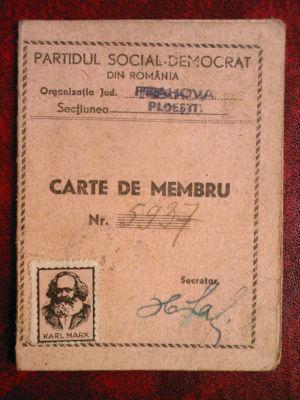 PARTIDUL SOCIAL-DEMOCRAT
DIN ROMÂNIA
Organizația Jud. PRAHOVA
Secțiunea PLOEȘTI
CARTE DE MEMBRU
Nr. 5937
Secretar,
KARL MARX